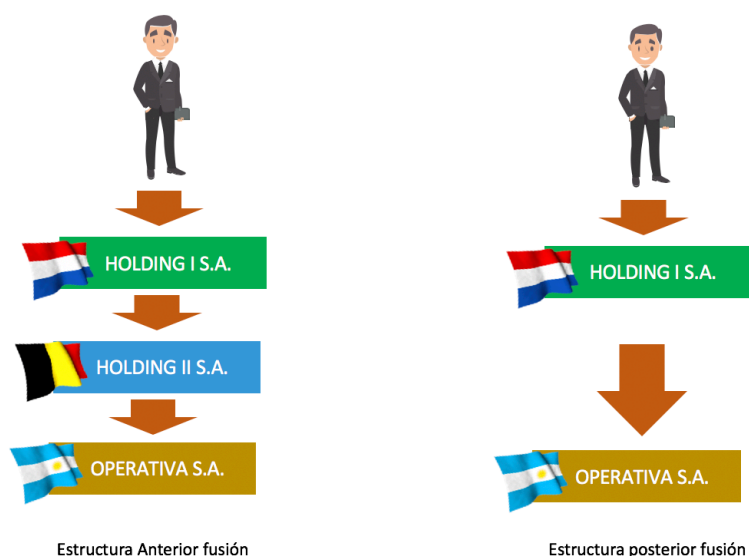 HOLDING I S.A.
HOLDING II S.A.
OPERATIVA S.A.
Estructura Anterior fusión
HOLDING I S.A.
OPERATIVA S.A.
Estructura posterior fusión